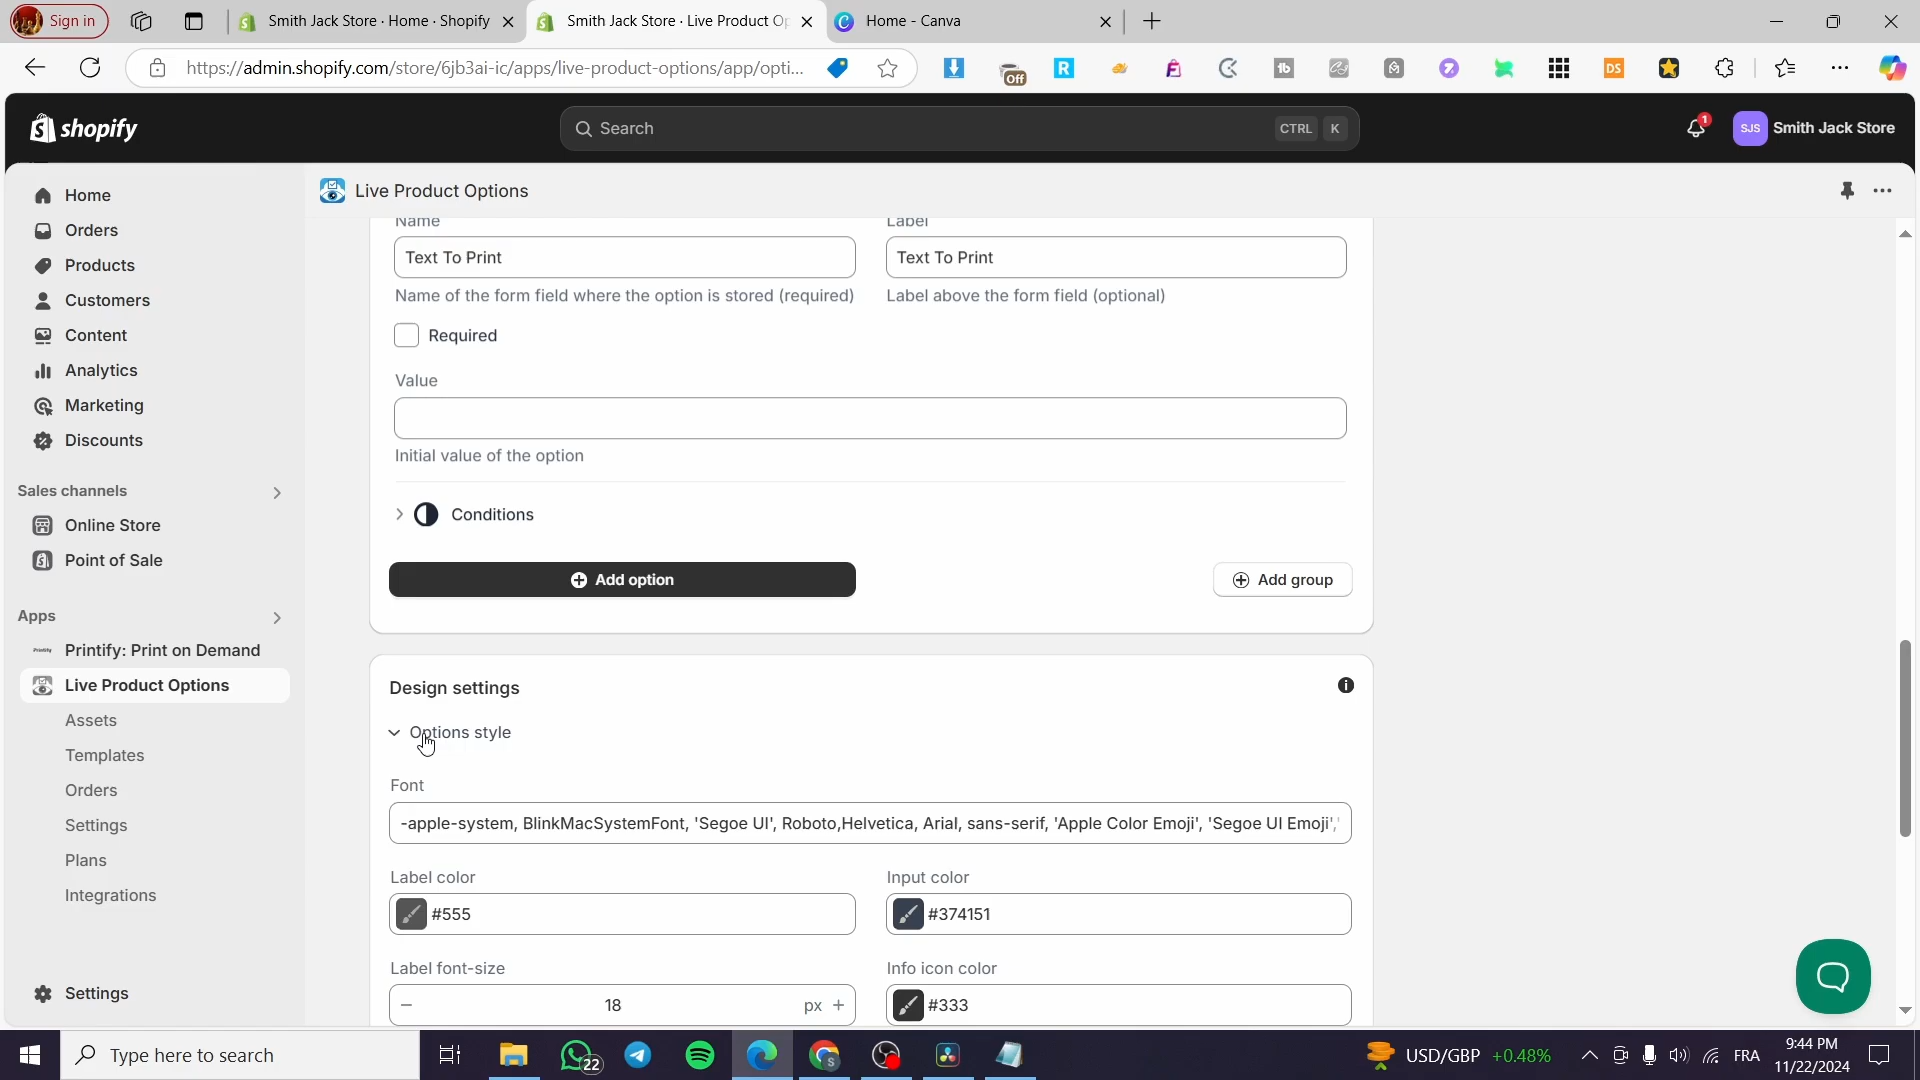 Sign in
Smith Jack Store · Home · Shopify
Smith Jack Store · Live Product Op
Home - Canva
https://admin.shopify.com/store/6jb3ai-ic/apps/live-product-options/app/opti...
Off
R
tb
DS
shopify
Search
CTRL K
1
SJS
Smith Jack Store
Home
Orders
Products
Customers
Content
Analytics
Marketing
Discounts
Sales channels
Online Store
Point of Sale
Apps
Printify: Print on Demand
Live Product Options
Assets
Templates
Orders
Settings
Plans
Integrations
Settings
Live Product Options
Name
Label
Text To Print
Text To Print
Name of the form field where the option is stored (required)
Label above the form field (optional)
Required
Value
Initial value of the option
Conditions
Add option
Add group
Design settings
Options style
Font
-apple-system, BlinkMacSystemFont, 'Segoe UI', Roboto,Helvetica, Arial, sans-serif, 'Apple Color Emoji', 'Segoe UI Emoji','
Label color
Input color
#555
#374151
Label font-size
Info icon color
18
px
#333
Type here to search
22
USD/GBP +0.48%
FRA
9:44 PM
11/22/2024